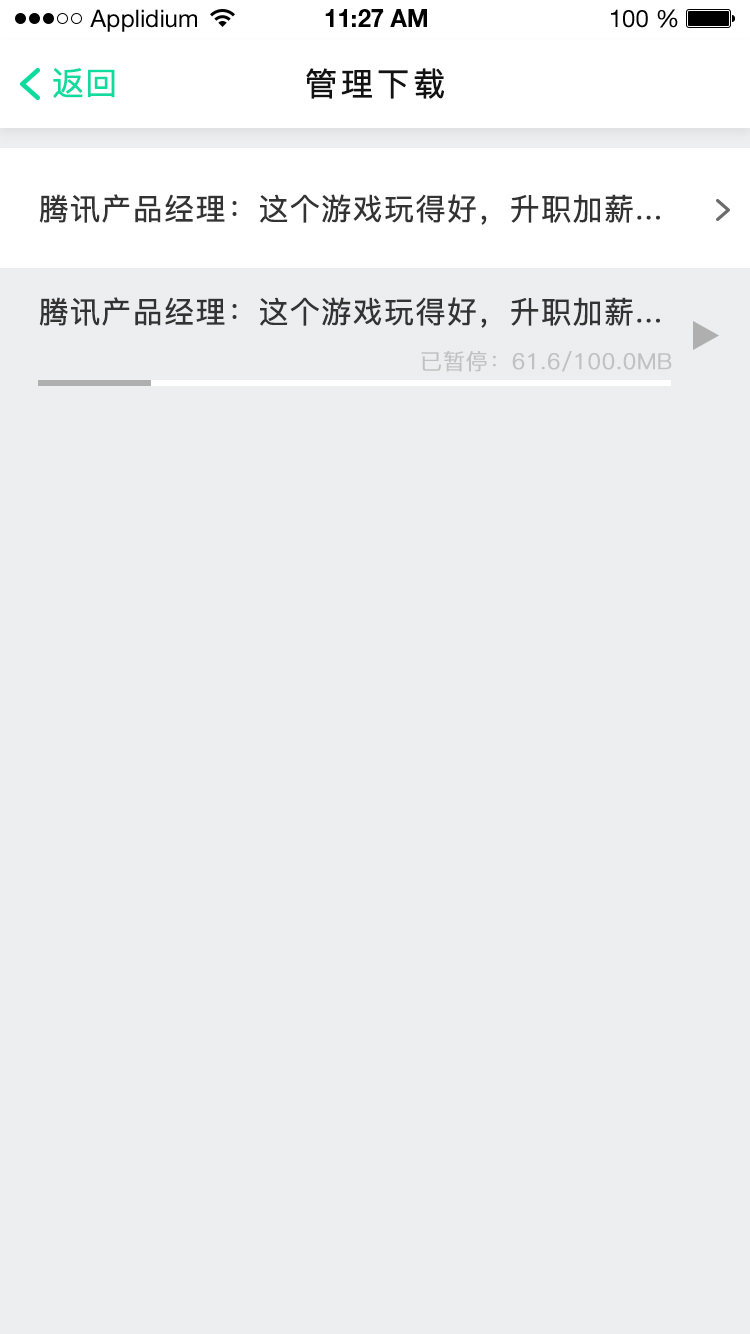 Applidium 11:27 AM 100 %
返回 管理下载
腾讯产品经理：这个游戏玩得好，升职加薪...
腾讯产品经理：这个游戏玩得好，升职加薪...
已暂停：61.6/100.0MB